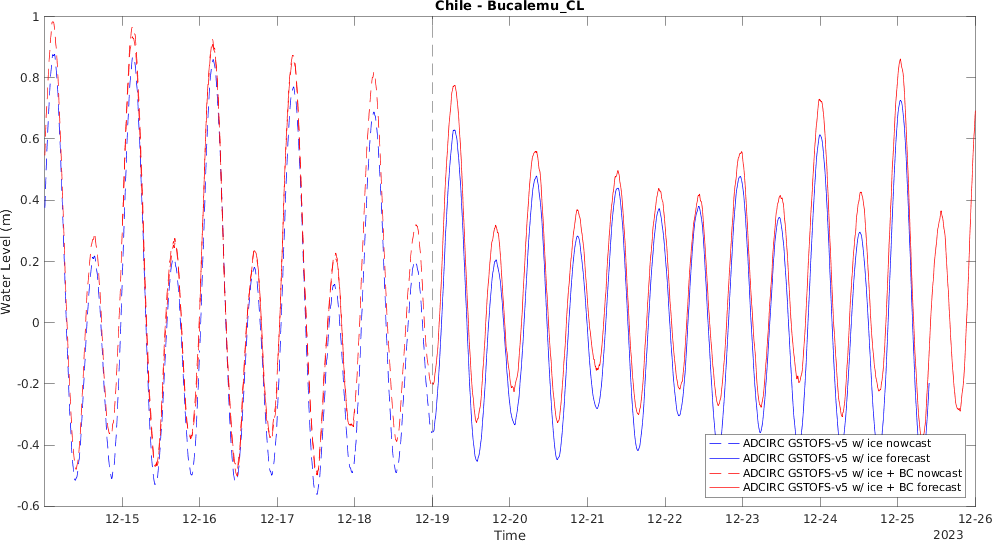 Chile - Bucalemu_CL
1
0.8
0.6
0.4
0.2
0
-0.2
-0.4
-0.6
Water Level (m)
12-15 12-16 12-17 12-18 12-19 12-20 12-21 12-22 12-23 12-24 12-25 12-26
Time
2023
ADCIRC GSTOFS-v5 w/ ice nowcast
ADCIRC GSTOFS-v5 w/ ice forecast
ADCIRC GSTOFS-v5 w/ ice + BC nowcast
ADCIRC GSTOFS-v5 w/ ice + BC forecast